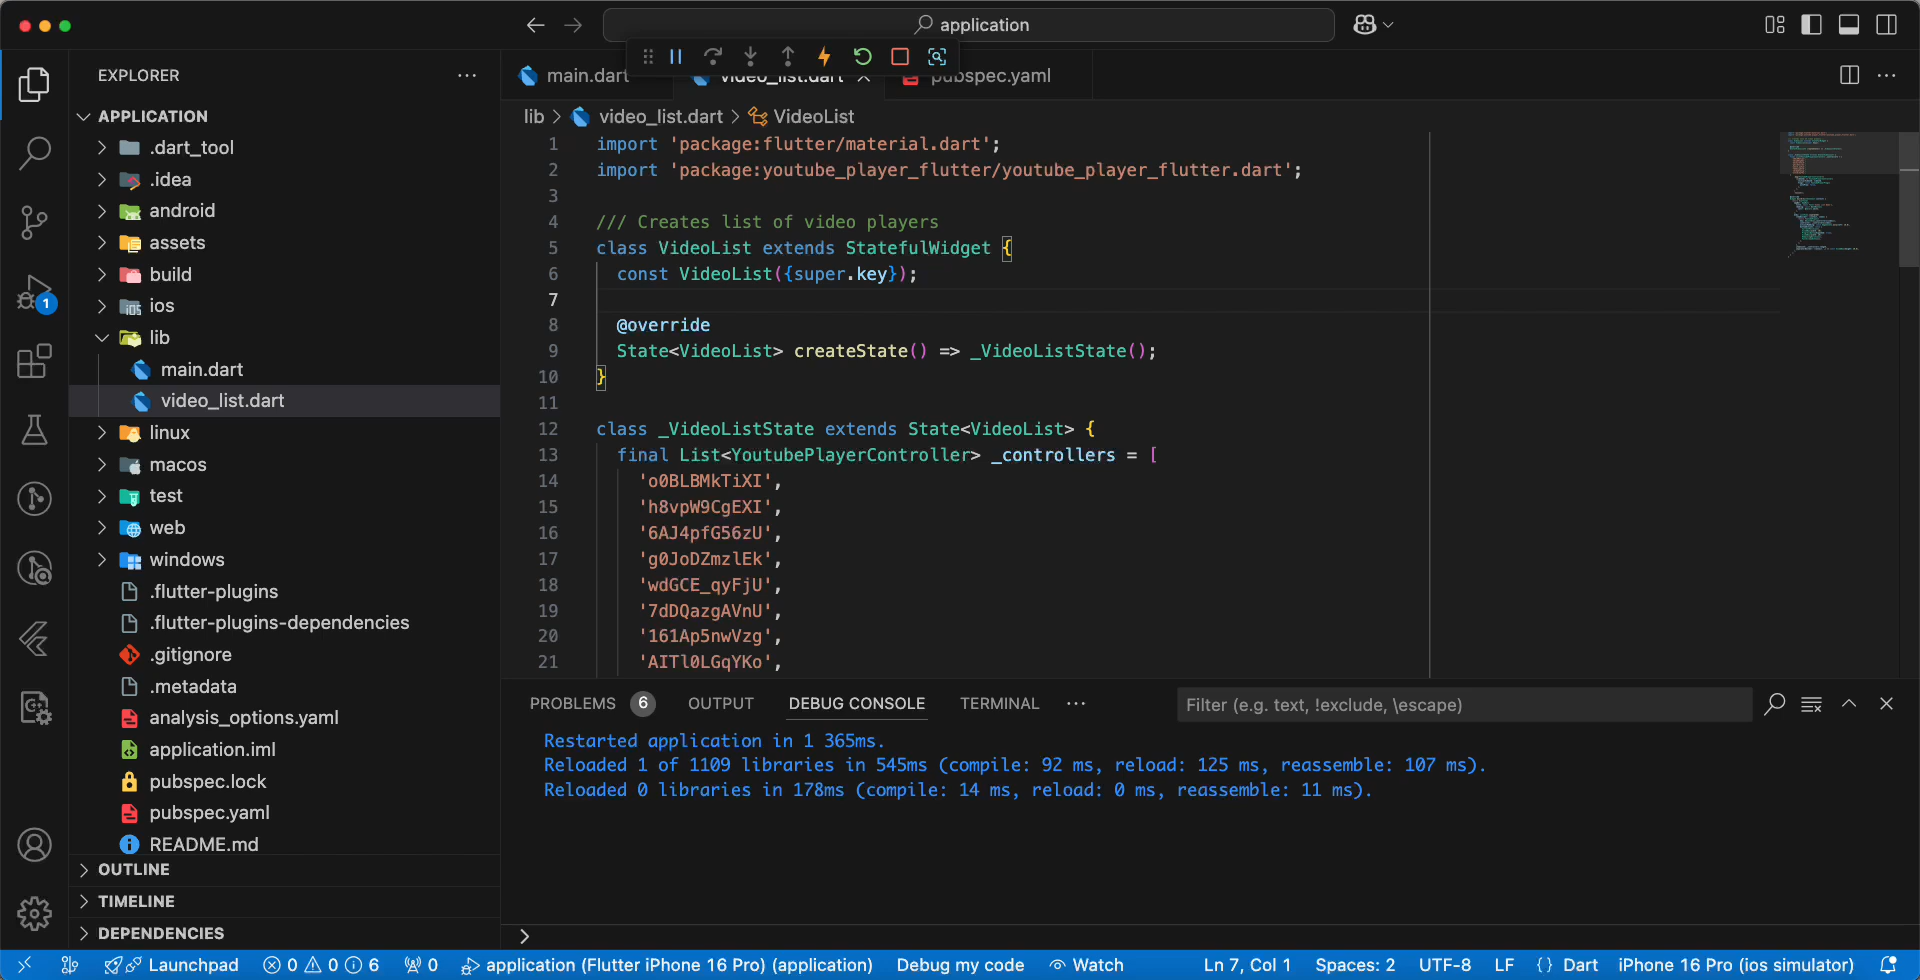 application
EXPLORER
main.dart
video_list.dart
pubspec.yaml
APPLICATION
.dart_tool
.idea
android
assets
build
ios
lib
main.dart
video_list.dart
linux
macos
test
web
windows
.flutter-plugins
.flutter-plugins-dependencies
.gitignore
.metadata
analysis_options.yaml
application.iml
pubspec.lock
pubspec.yaml
README.md
OUTLINE
TIMELINE
DEPENDENCIES
1
lib > video_list.dart > VideoList
1 import 'package:flutter/material.dart';
2 import 'package:youtube_player_flutter/youtube_player_flutter.dart';
3
4 /// Creates list of video players
5 class VideoList extends StatefulWidget {
6 const VideoList({super.key});
7
8 @override
9 State<VideoList> createState() => _VideoListState();
10 }
11
12 class _VideoListState extends State<VideoList> {
13 final List<YoutubePlayerController> _controllers = [
14 'o0BLBMkTiXI',
15 'h8vpW9CgEXI',
16 '6AJ4pfG56zU',
17 'g0JoDZmzlEk',
18 'wdGCE_qyFjU',
19 '7dDQazgAVnU',
20 '161Ap5nwVzg',
21 'AITl0LGqYKo',
PROBLEMS 6 OUTPUT DEBUG CONSOLE TERMINAL
Filter (e.g. text, !exclude, \escape)
Restarted application in 1 365ms.
Reloaded 1 of 1109 libraries in 545ms (compile: 92 ms, reload: 125 ms, reassemble: 107 ms).
Reloaded 0 libraries in 178ms (compile: 14 ms, reload: 0 ms, reassemble: 11 ms).
Launchpad 0 0 6 0 application (Flutter iPhone 16 Pro) (application) Debug my code Watch Ln 7, Col 1 Spaces: 2 UTF-8 LF {} Dart iPhone 16 Pro (ios simulator)